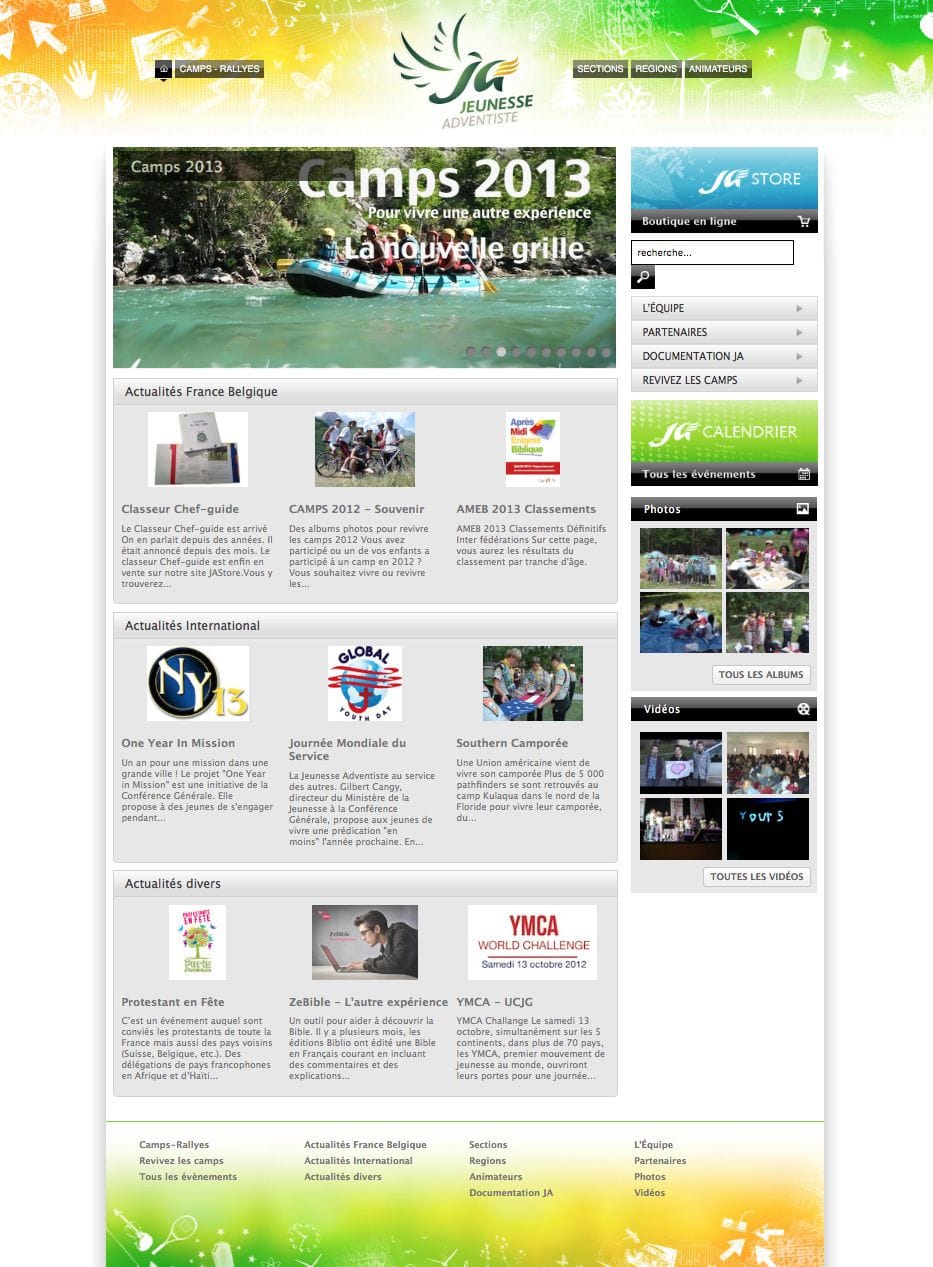 CAMPS - RALLYES
JA
JEUNESSE
ADVENTISTE
SECTIONS
REGIONS
ANIMATEURS
Camps 2013
Camps 2013
Pour vivre une autre expérience
La nouvelle grille
JA STORE
Boutique en ligne
recherche...
L'ÉQUIPE
PARTENAIRES
DOCUMENTATION JA
REVIVEZ LES CAMPS
JA CALENDRIER
Tous les événements
Photos
TOUS LES ALBUMS
Vidéos
Yours
TOUTES LES VIDÉOS
Actualités France Belgique
Après
Midi
Enigme
Biblique
Classeur Chef-guide
Le Classeur Chef-guide est arrivé
On en parlait depuis des années. Il
était annoncé depuis des mois. Le
classeur Chef-guide est enfin en
vente sur notre site JAStore.Vous y
trouverez...
CAMPS 2012 - Souvenir
Des albums photos pour revivre
les camps 2012 Vous avez
participé ou un de vos enfants a
participé à un camp en 2012 ?
Vous souhaitez vivre ou revivre
les...
AMEB 2013 Classements
AMEB 2013 Classements Définitifs
Inter fédérations Sur cette page,
vous aurez les résultats du
classement par tranche d'âge.
Actualités International
NY13
GLOBAL
YOUTH DAY
One Year In Mission
Un an pour une mission dans une
grande ville ! Le projet "One Year
in Mission" est une initiative de la
Conférence Générale. Elle
propose à des jeunes de s'engager
pendant...
Journée Mondiale du
Service
La Jeunesse Adventiste au service
des autres. Gilbert Cangy,
directeur du Ministère de la
Jeunesse à la Conférence
Générale, propose aux jeunes de
vivre une prédication "en
moins" l'année prochaine. En...
Southern Camporée
Une Union américaine vient de
vivre son camporée Plus de 5 000
pathfinders se sont retrouvés au
camp Kulaqua dans le nord de la
Floride pour vivre leur camporée,
du...
Actualités divers
PROTESTANT
EN FÊTE
Paris
ZeBible
YMCA
WORLD CHALLENGE
Samedi 13 octobre 2012
Protestant en Fête
C'est un événement auquel sont
conviés les protestants de toute la
France mais aussi des pays voisins
(Suisse, Belgique, etc.). Des
délégations de pays francophones
en Afrique et d'Haïti...
ZeBible - L'autre expérience
Un outil pour aider à découvrir la
Bible. Il y a plusieurs mois, les
éditions Biblio ont édité une Bible
en Français courant en incluant
des commentaires et des
explications...
YMCA - UCJG
YMCA Challange Le samedi 13
octobre, simultanément sur les 5
continents, dans plus de 70 pays,
les YMCA, premier mouvement de
jeunesse au monde, ouvriront
leurs portes pour une journée...
Camps-Rallyes
Revivez les camps
Tous les évènements
Actualités France Belgique
Actualités International
Actualités divers
Sections
Regions
Animateurs
Documentation JA
L'Équipe
Partenaires
Photos
Vidéos